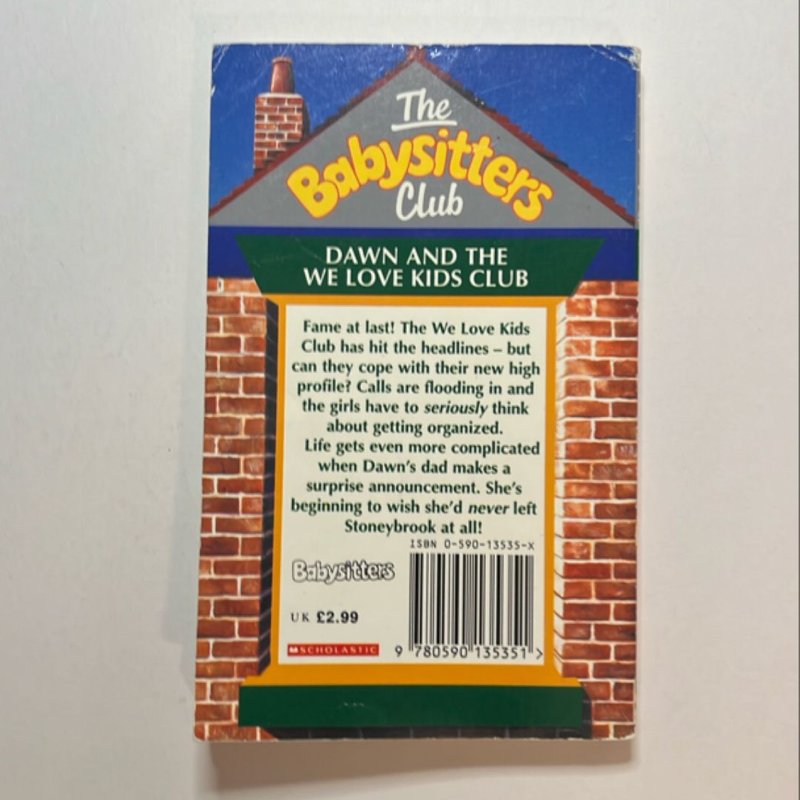 The
Babysitters
Club
DAWN AND THE
WE LOVE KIDS CLUB
Fame at last! The We Love Kids
Club has hit the headlines – but
can they cope with their new high
profile? Calls are flooding in and
the girls have to seriously think
about getting organized.
Life gets even more complicated
when Dawn's dad makes a
surprise announcement. She's
beginning to wish she'd never left
Stoneybrook at all!
ISBN 0-590-13535-X
Babysitters
UK £2.99
SCHOLASTIC
9 780590 135351 >